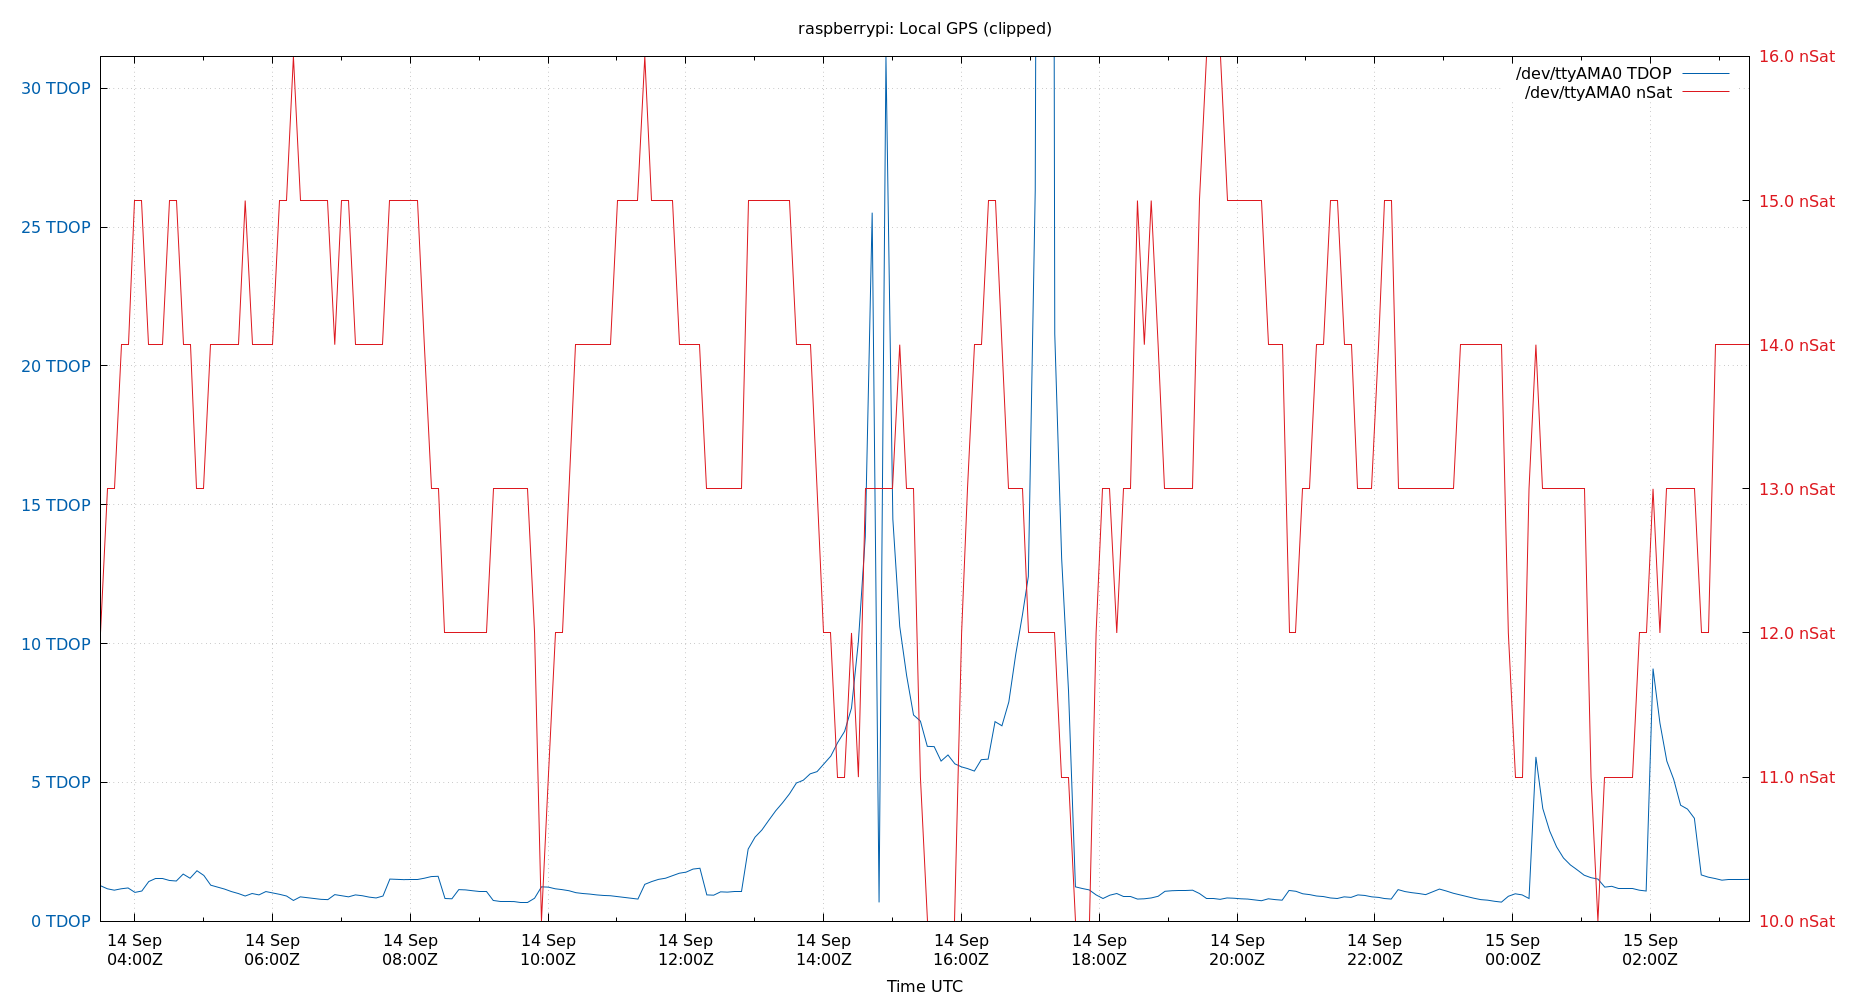 raspberrypi: Local GPS (clipped)
/dev/ttyAMA0 TDOP
/dev/ttyAMA0 nSat
30 TDOP
25 TDOP
20 TDOP
15 TDOP
10 TDOP
5 TDOP
0 TDOP
16.0 nSat
15.0 nSat
14.0 nSat
13.0 nSat
12.0 nSat
11.0 nSat
10.0 nSat
14 Sep 14 Sep 14 Sep 14 Sep 14 Sep 14 Sep 14 Sep 14 Sep 14 Sep 14 Sep 15 Sep 15 Sep
04:00Z 06:00Z 08:00Z 10:00Z 12:00Z 14:00Z 16:00Z 18:00Z 20:00Z 22:00Z 00:00Z 02:00Z
Time UTC